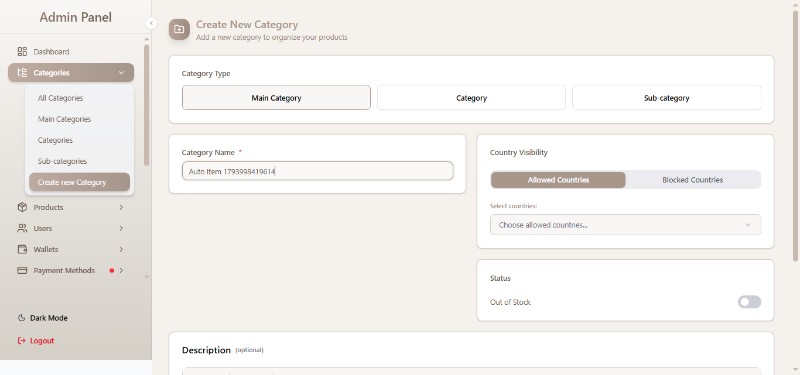 Admin Panel
Dashboard
Categories
All Categories
Main Categories
Categories
Sub-categories
Create new Category
Products
Users
Wallets
Payment Methods
Dark Mode
Logout
Create New Category
Add a new category to organize your products
Category Type
Main Category
Category
Sub-category
Category Name *
Auto Item 1793998419614
Country Visibility
Allowed Countries
Blocked Countries
Select countries:
Choose allowed countries...
Status
Out of Stock
Description (optional)